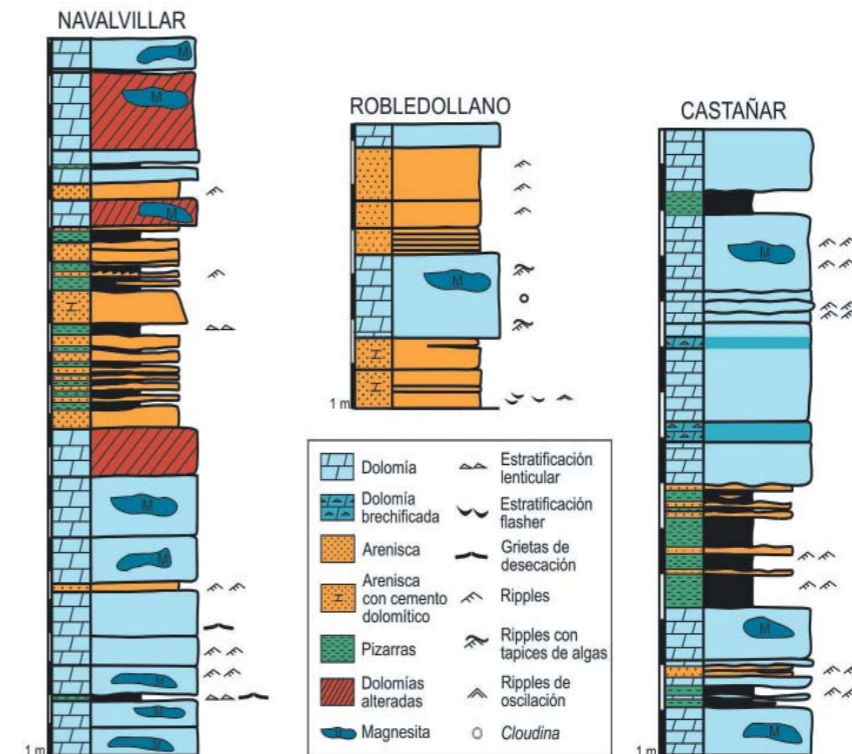 NAVALVILLAR
M
M
M
M
M
M
M
M
1 m
ROBLEDOLLANO
M
1 m
CASTAÑAR
M
M
M
1 m
Dolomía
Dolomía
brechificada
Arenisca
Arenisca
con cemento
dolomítico
Pizarras
Dolomías
alteradas
M Magnesita
Estratificación
lenticular
Estratificación
flasher
Grietas de
desecación
Ripples
Ripples con
tapices de algas
Ripples de
oscilación
Cloudina